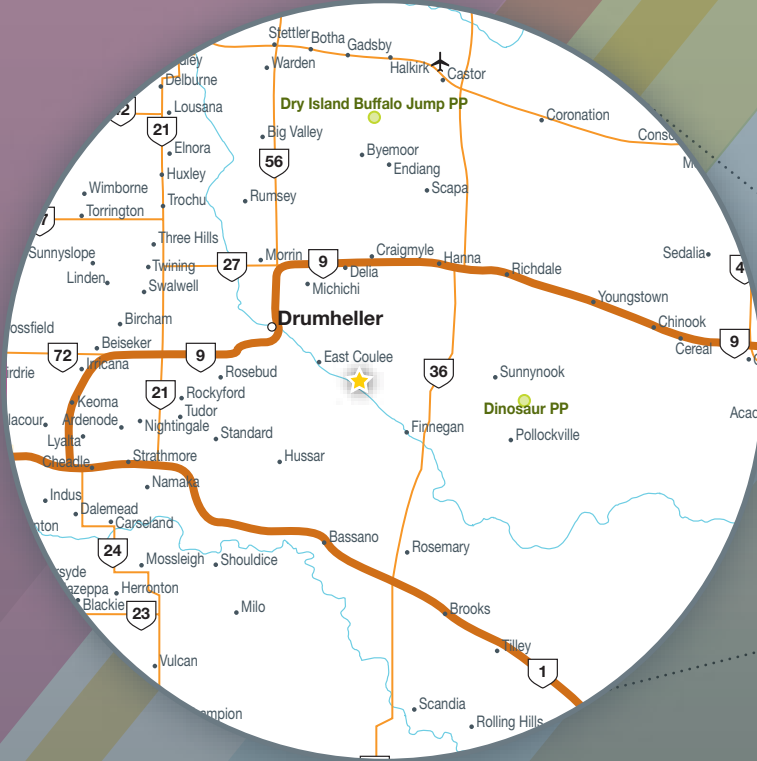 Stettler
Botha
Gadsby
Halkirk
Castor
Warden
Delburne
Lousana
Dry Island Buffalo Jump PP
Coronation
21
Big Valley
Elnora
56
Byemoor
Endiang
Huxley
Scapa
Wimborne
Trochu
Rumsey
Torrington
Three Hills
Sunnyslope
Twining
27
Morrin
9
Craigmyle
Hanna
Delia
Richdale
Sedalia
Linden
Swalwell
Michichi
Youngstown
Bircham
Drumheller
Chinook
Cereal
9
Beiseker
72
Irricana
9
East Coulee
Rosebud
36
Sunnynook
Keoma
21
Rockyford
Tudor
Dinosaur PP
Ardenode
Nightingale
Lyalta
Standard
Finnegan
Pollockville
Cheadle
Strathmore
Hussar
Namaka
Indus
Dalemead
Carseland
Bassano
24
Mossleigh
Shouldice
Rosemary
Herronton
Blackie
23
Milo
Brooks
Tilley
1
Vulcan
Scandia
Rolling Hills